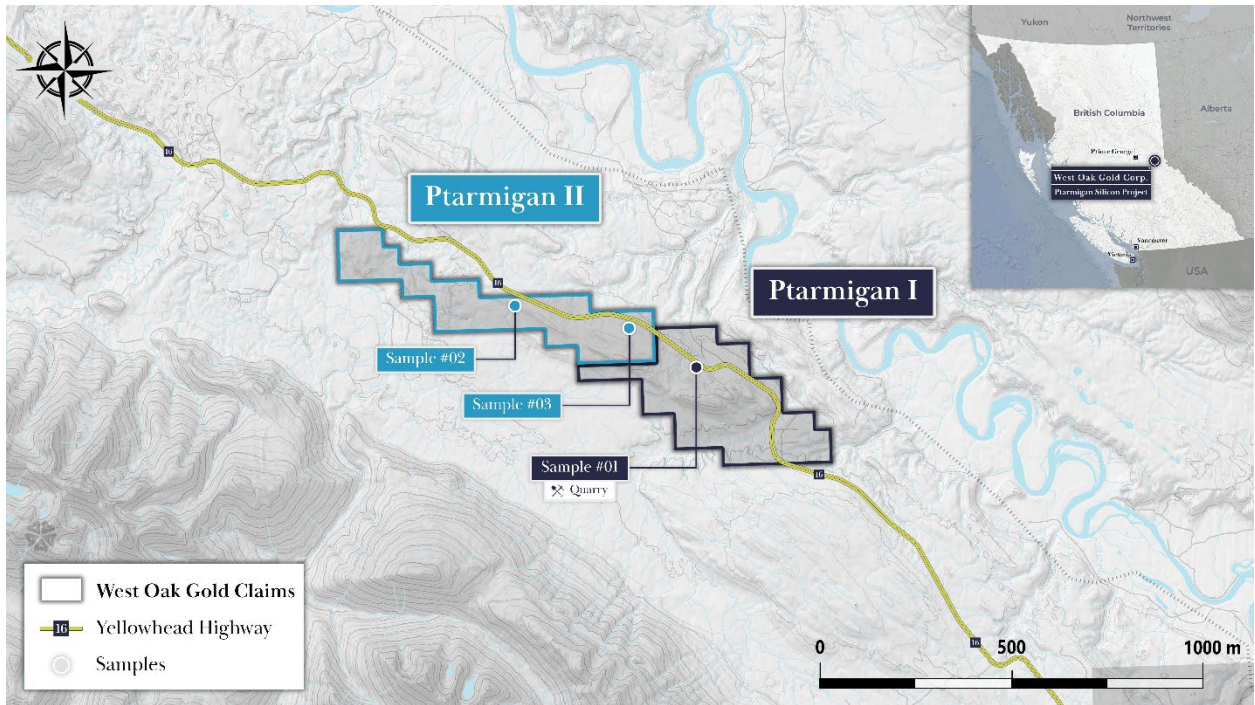 Yukon
Northwest
Territories
British Columbia
Alberta
Prince George
West Oak Gold Corp.
Ptarmigan Silicon Project
Vancouver
Victoria
USA
16
Ptarmigan II
16
Ptarmigan I
Sample #02
Sample #03
Sample #01
Quarry
16
West Oak Gold Claims
16 Yellowhead Highway
Samples
16
0 500 1000 m